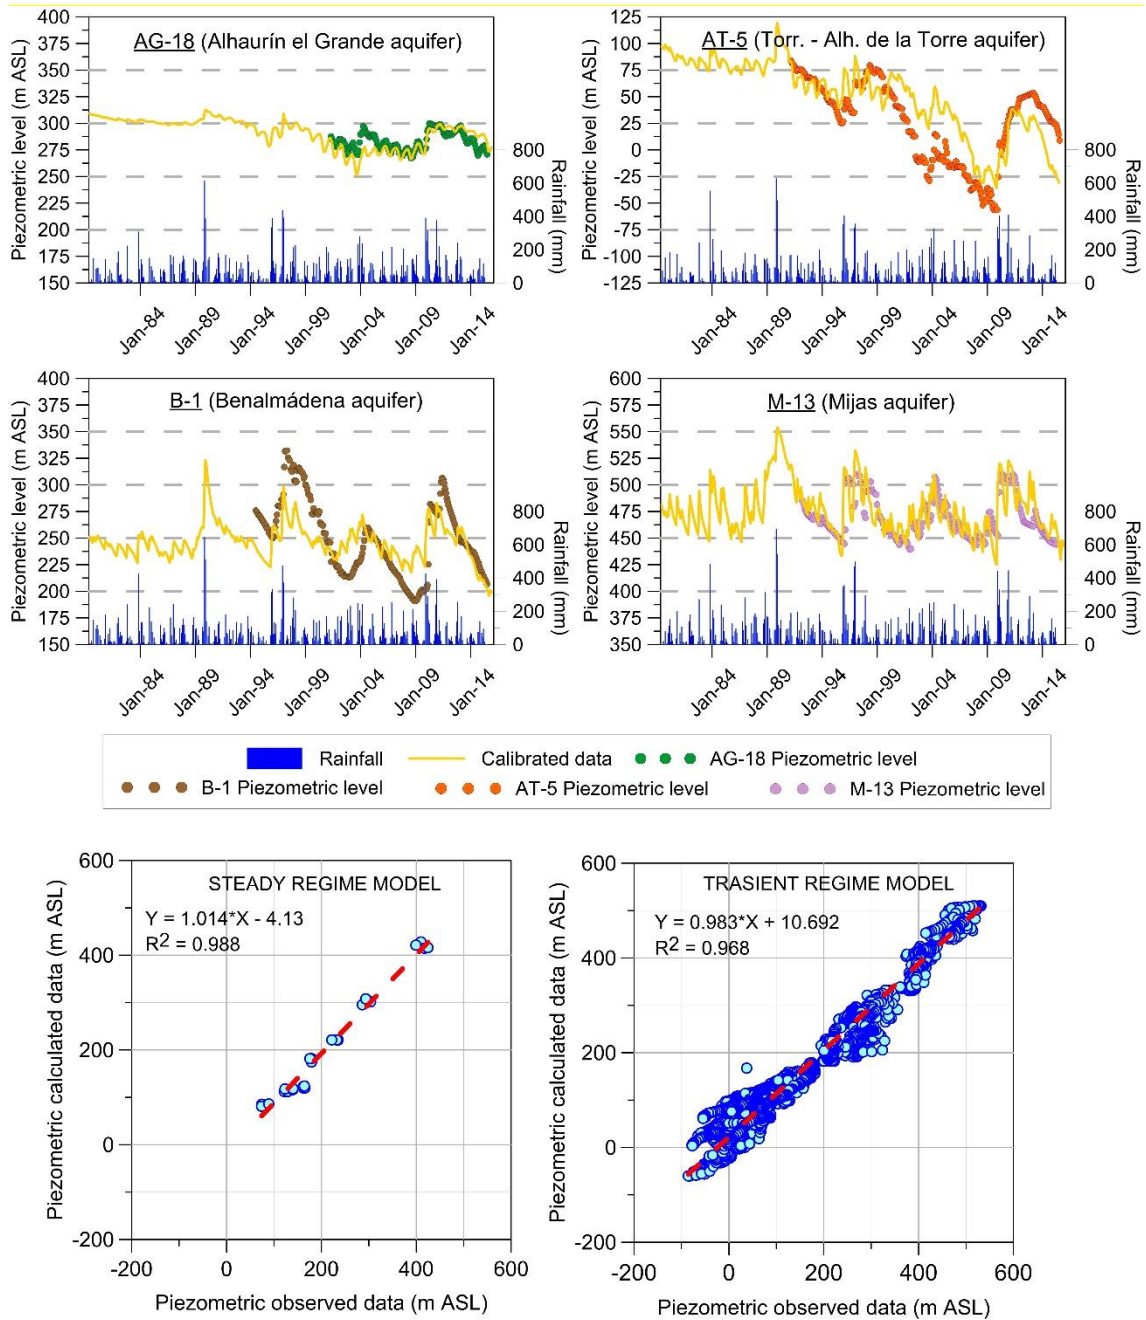 AG-18 (Alhaurín el Grande aquifer)
Piezometric level (m ASL)
400
375
350
325
300
275
250
225
200
175
150
800
600
400
200
0
Rainfall (mm)
Jan-84
Jan-89
Jan-94
Jan-99
Jan-04
Jan-09
Jan-14
AT-5 (Torr. - Alh. de la Torre aquifer)
Piezometric level (m ASL)
125
100
75
50
25
0
-25
-50
-75
-100
-125
800
600
400
200
0
Rainfall (mm)
Jan-84
Jan-89
Jan-94
Jan-99
Jan-04
Jan-09
Jan-14
B-1 (Benalmádena aquifer)
Piezometric level (m ASL)
400
375
350
325
300
275
250
225
200
175
150
800
600
400
200
0
Rainfall (mm)
Jan-84
Jan-89
Jan-94
Jan-99
Jan-04
Jan-09
Jan-14
M-13 (Mijas aquifer)
Piezometric level (m ASL)
600
575
550
525
500
475
450
425
400
375
350
800
600
400
200
0
Rainfall (mm)
Jan-84
Jan-89
Jan-94
Jan-99
Jan-04
Jan-09
Jan-14
Rainfall
Calibrated data
AG-18 Piezometric level
B-1 Piezometric level
AT-5 Piezometric level
M-13 Piezometric level
STEADY REGIME MODEL
Y = 1.014*X - 4.13
R2 = 0.988
Piezometric calculated data (m ASL)
600
400
200
0
-200
-200
0
200
400
600
Piezometric observed data (m ASL)
TRASIENT REGIME MODEL
Y = 0.983*X + 10.692
R2 = 0.968
Piezometric calculated data (m ASL)
600
400
200
0
-200
-200
0
200
400
600
Piezometric observed data (m ASL)